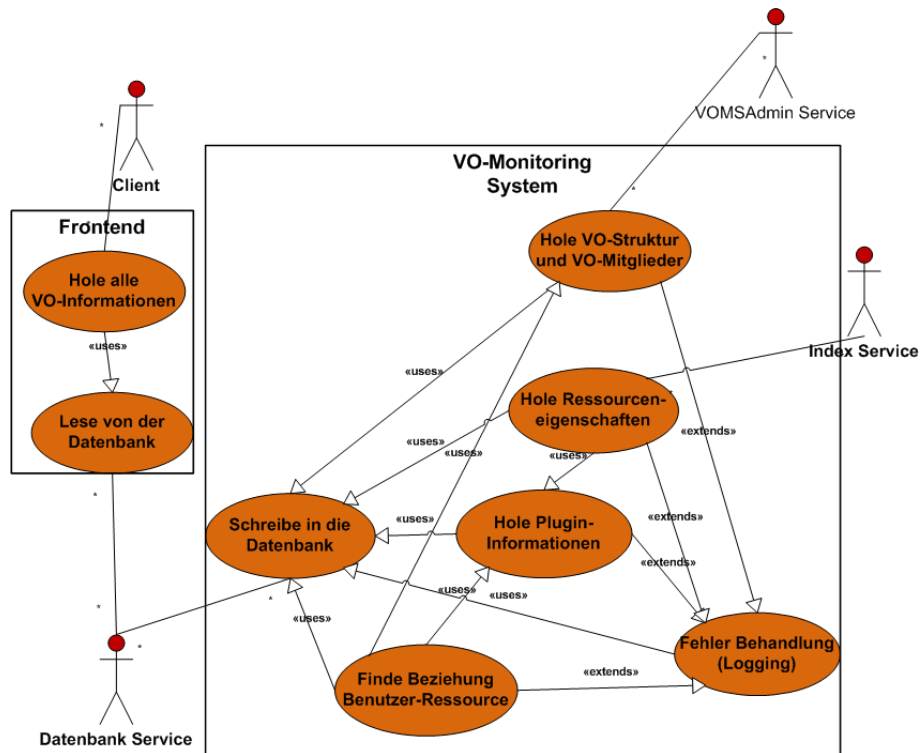 *
VOMSAdmin Service
*
Client
VO-Monitoring
System
*
*
Frontend
Hole VO-Struktur
und VO-Mitglieder
Hole alle
VO-Informationen
«uses»
Index Service
«uses»
*
Hole Ressourcen-
eigenschaften
Lese von der
Datenbank
«extends»
«uses»
«uses»
«uses»
*
Schreibe in die
Datenbank
«uses»
Hole Plugin-
Informationen
«extends»
«extends»
«uses»
«uses»
*
*
«uses»
*
Fehler Behandlung
(Logging)
Finde Beziehung
Benutzer-Ressource
«extends»
Datenbank Service